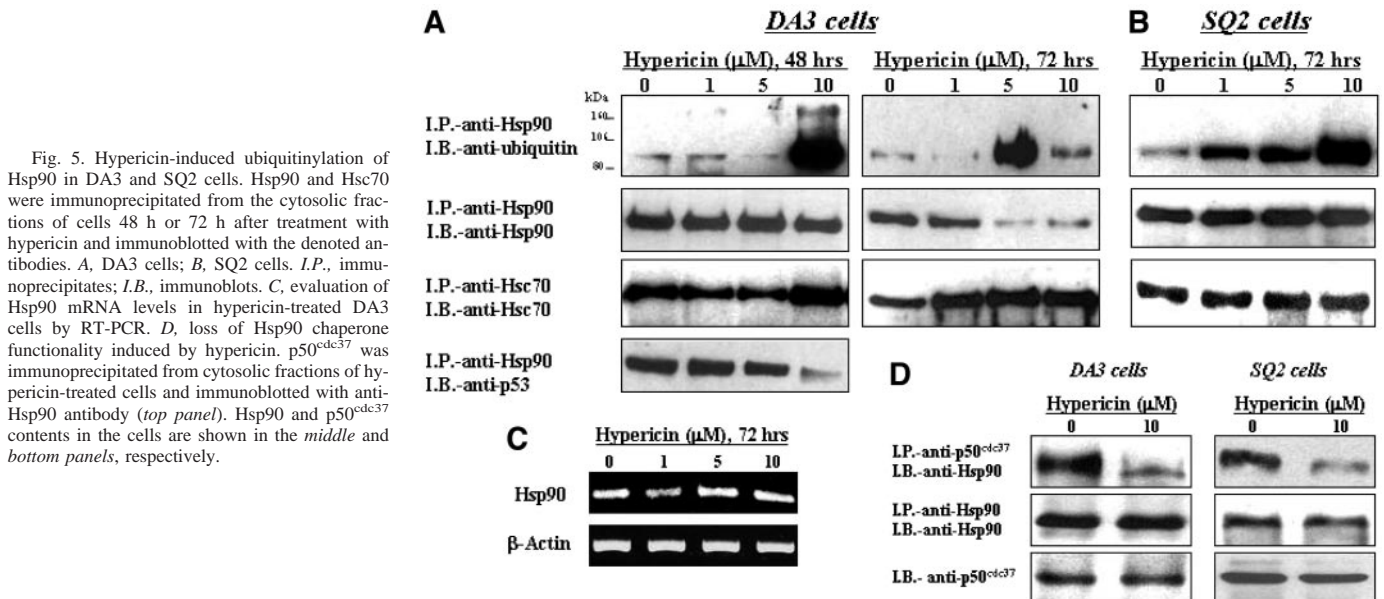 Fig. 5. Hypericin-induced ubiquitinylation of
Hsp90 in DA3 and SQ2 cells. Hsp90 and Hsc70
were immunoprecipitated from the cytosolic frac-
tions of cells 48 h or 72 h after treatment with
hypericin and immunoblotted with the denoted an-
tibodies. A, DA3 cells; B, SQ2 cells. I.P., immu-
noprecipitates; I.B., immunoblots. C, evaluation of
Hsp90 mRNA levels in hypericin-treated DA3
cells by RT-PCR. D, loss of Hsp90 chaperone
functionality induced by hypericin. p50cdc37 was
immunoprecipitated from cytosolic fractions of hy-
pericin-treated cells and immunoblotted with anti-
Hsp90 antibody (top panel). Hsp90 and p50cdc37
contents in the cells are shown in the middle and
bottom panels, respectively.
A
DA3 cells
Hypericin (μM), 48 hrs
0 1 5 10
Hypericin (μM), 72 hrs
0 1 5 10
kDa
160
106
80
I.P.-anti-Hsp90
I.B.-anti-ubiquitin
I.P.-anti-Hsp90
I.B.-anti-Hsp90
I.P.-anti-Hsc70
I.B.-anti-Hsc70
I.P.-anti-Hsp90
I.B.-anti-p53
B
SQ2 cells
Hypericin (μM), 72 hrs
0 1 5 10
C
Hypericin (μM), 72 hrs
0 1 5 10
Hsp90
β-Actin
D
DA3 cells
Hypericin (μM)
0 10
SQ2 cells
Hypericin (μM)
0 10
I.P.-anti-p50cdc37
I.B.-anti-Hsp90
I.P.-anti-Hsp90
I.B.-anti-Hsp90
I.B.- anti-p50cdc37